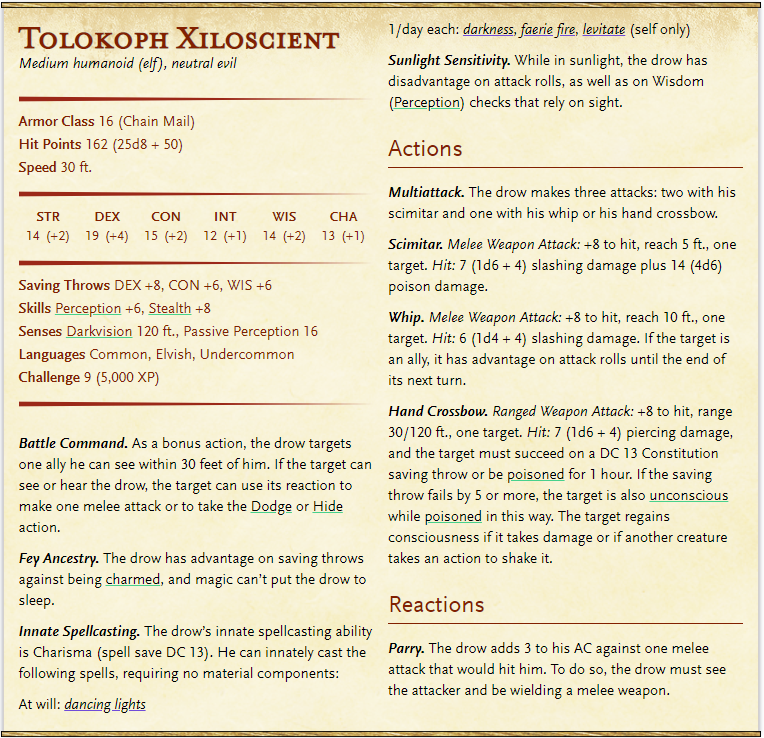 Tolokoph Xiloscient
Medium humanoid (elf), neutral evil
Armor Class 16 (Chain Mail)
Hit Points 162 (25d8 + 50)
Speed 30 ft.
STR DEX CON INT WIS CHA
14 (+2) 19 (+4) 15 (+2) 12 (+1) 14 (+2) 13 (+1)
Saving Throws DEX +8, CON +6, WIS +6
Skills Perception +6, Stealth +8
Senses Darkvision 120 ft., Passive Perception 16
Languages Common, Elvish, Undercommon
Challenge 9 (5,000 XP)
Battle Command. As a bonus action, the drow targets
one ally he can see within 30 feet of him. If the target can
see or hear the drow, the target can use its reaction to
make one melee attack or to take the Dodge or Hide
action.
Fey Ancestry. The drow has advantage on saving throws
against being charmed, and magic can't put the drow to
sleep.
Innate Spellcasting. The drow's innate spellcasting ability
is Charisma (spell save DC 13). He can innately cast the
following spells, requiring no material components:
At will: dancing lights
1/day each: darkness, faerie fire, levitate (self only)
Sunlight Sensitivity. While in sunlight, the drow has
disadvantage on attack rolls, as well as on Wisdom
(Perception) checks that rely on sight.
Actions
Multiattack. The drow makes three attacks: two with his
scimitar and one with his whip or his hand crossbow.
Scimitar. Melee Weapon Attack: +8 to hit, reach 5 ft., one
target. Hit: 7 (1d6 + 4) slashing damage plus 14 (4d6)
poison damage.
Whip. Melee Weapon Attack: +8 to hit, reach 10 ft., one
target. Hit: 6 (1d4 + 4) slashing damage. If the target is
an ally, it has advantage on attack rolls until the end of
its next turn.
Hand Crossbow. Ranged Weapon Attack: +8 to hit, range
30/120 ft., one target. Hit: 7 (1d6 + 4) piercing damage,
and the target must succeed on a DC 13 Constitution
saving throw or be poisoned for 1 hour. If the saving
throw fails by 5 or more, the target is also unconscious
while poisoned in this way. The target regains
consciousness if it takes damage or if another creature
takes an action to shake it.
Reactions
Parry. The drow adds 3 to his AC against one melee
attack that would hit him. To do so, the drow must see
the attacker and be wielding a melee weapon.